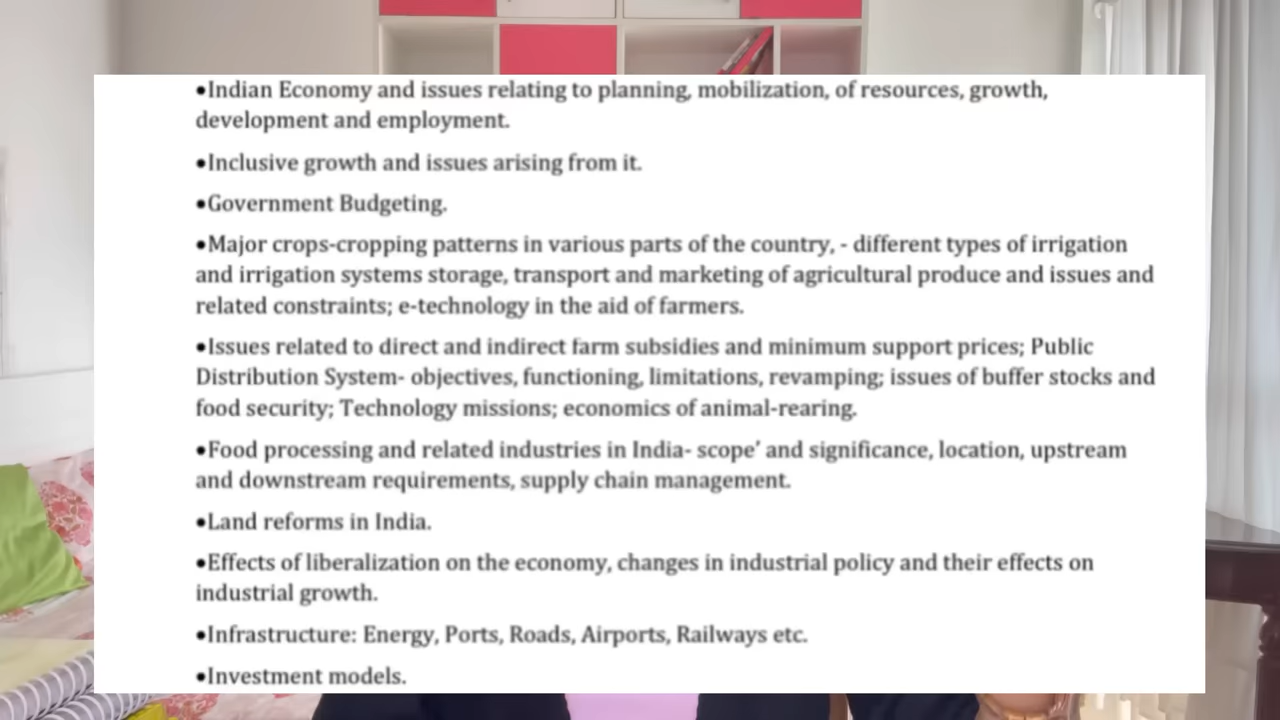 •Indian Economy and issues relating to planning, mobilization, of resources, growth,
development and employment.
•Inclusive growth and issues arising from it.
•Government Budgeting.
•Major crops-cropping patterns in various parts of the country, - different types of irrigation
and irrigation systems storage, transport and marketing of agricultural produce and issues and
related constraints; e-technology in the aid of farmers.
•Issues related to direct and indirect farm subsidies and minimum support prices; Public
Distribution System- objectives, functioning, limitations, revamping; issues of buffer stocks and
food security; Technology missions; economics of animal-rearing.
•Food processing and related industries in India- scope’ and significance, location, upstream
and downstream requirements, supply chain management.
•Land reforms in India.
•Effects of liberalization on the economy, changes in industrial policy and their effects on
industrial growth.
•Infrastructure: Energy, Ports, Roads, Airports, Railways etc.
•Investment models.